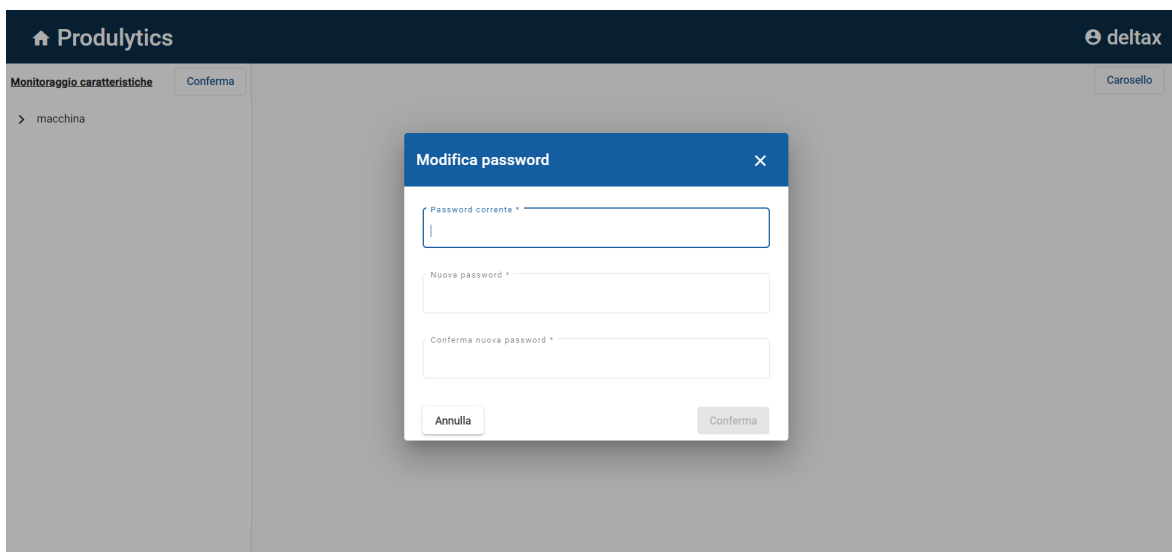 Produlytics
deltax
Monitoraggio caratteristiche
Conferma
Carosello
macchina
Modifica password
Password corrente *
Nuova password *
Conferma nuova password *
Annulla
Conferma